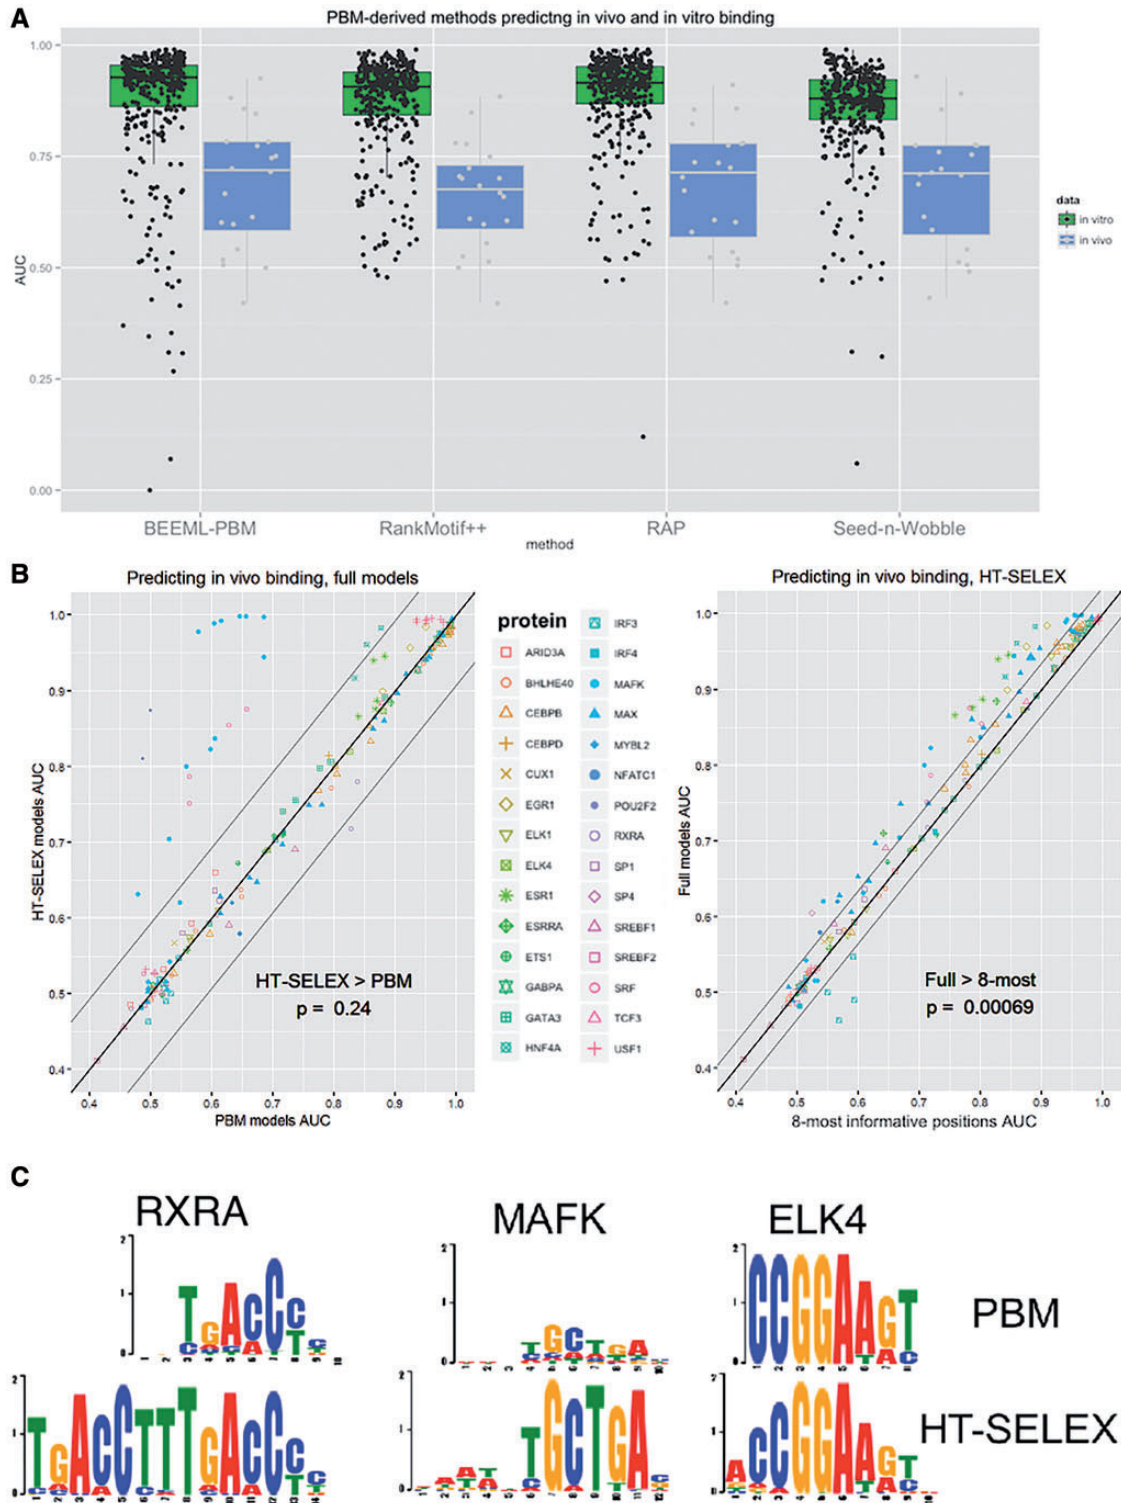 A
PBM-derived methods predictng in vivo and in vitro binding
1.00
0.75
0.50
0.25
0.00
AUC
BEEML-PBM
RankMotif++
RAP
Seed-n-Wobble
method
data
in vitro
in vivo
B
Predicting in vivo binding, full models
HT-SELEX models AUC
1.0
0.9
0.8
0.7
0.6
0.5
0.4
0.4 0.5 0.6 0.7 0.8 0.9 1.0
PBM models AUC
HT-SELEX > PBM
p = 0.24
protein
ARID3A
BHLHE40
CEBPB
CEBPD
CUX1
EGR1
ELK1
ELK4
ESR1
ESRRA
ETS1
GABPA
GATA3
HNF4A
IRF3
IRF4
MAFK
MAX
MYBL2
NFATC1
POU2F2
RXRA
SP1
SP4
SREBF1
SREBF2
SRF
TCF3
USF1
Predicting in vivo binding, HT-SELEX
Full models AUC
1.0
0.9
0.8
0.7
0.6
0.5
0.4
0.4 0.5 0.6 0.7 0.8 0.9 1.0
8-most informative positions AUC
Full > 8-most
p = 0.00069
C
RXRA
MAFK
ELK4
PBM
HT-SELEX